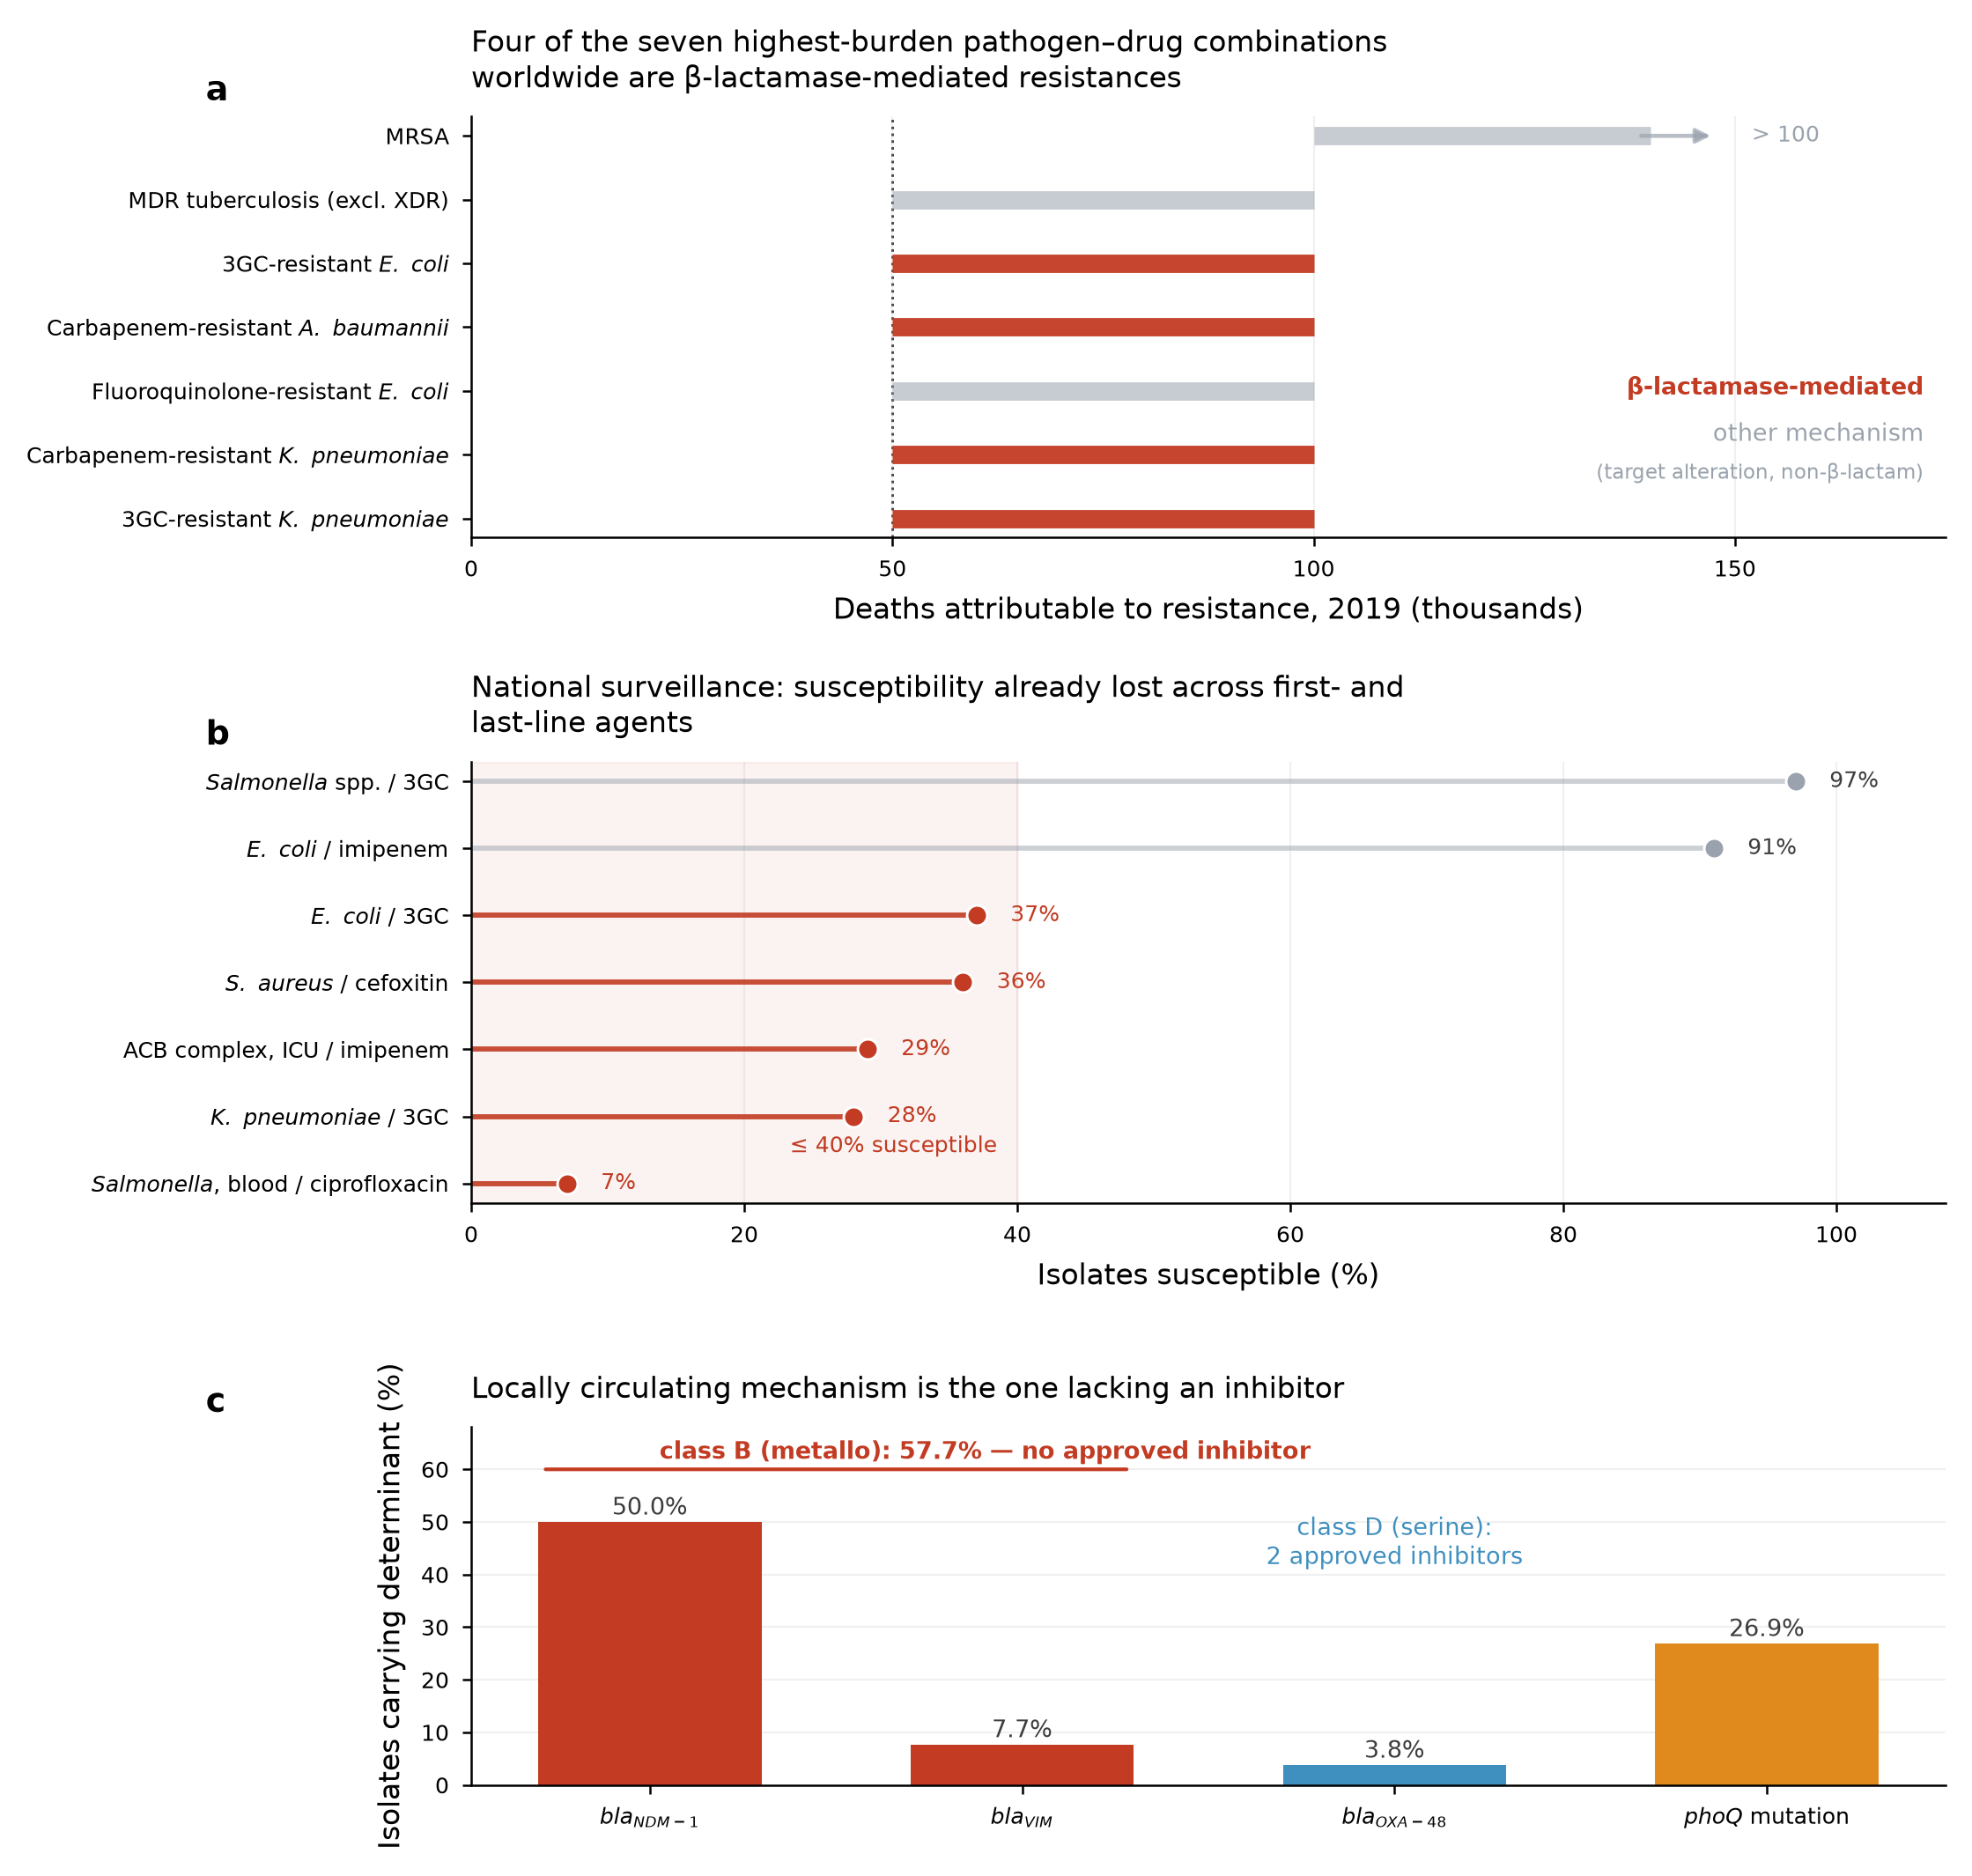 Four of the seven highest-burden pathogen–drug combinations
worldwide are β-lactamase-mediated resistances
a
MRSA
> 100
MDR tuberculosis (excl. XDR)
3GC-resistant E. coli
Carbapenem-resistant A. baumannii
Fluoroquinolone-resistant E. coli
β-lactamase-mediated
other mechanism
Carbapenem-resistant K. pneumoniae
(target alteration, non-β-lactam)
3GC-resistant K. pneumoniae
0 50 100 150
Deaths attributable to resistance, 2019 (thousands)
National surveillance: susceptibility already lost across first- and
last-line agents
b
Salmonella spp. / 3GC 97%
E. coli / imipenem 91%
E. coli / 3GC 37%
S. aureus / cefoxitin 36%
ACB complex, ICU / imipenem 29%
K. pneumoniae / 3GC 28%
≤ 40% susceptible
Salmonella, blood / ciprofloxacin 7%
0 20 40 60 80 100
Isolates susceptible (%)
Locally circulating mechanism is the one lacking an inhibitor
c
Isolates carrying determinant (%)
class B (metallo): 57.7% — no approved inhibitor
60
50.0%
50
class D (serine):
2 approved inhibitors
40
30
26.9%
20
10
7.7%
3.8%
0
blaNDM − 1 blaVIM blaOXA − 48 phoQ mutation